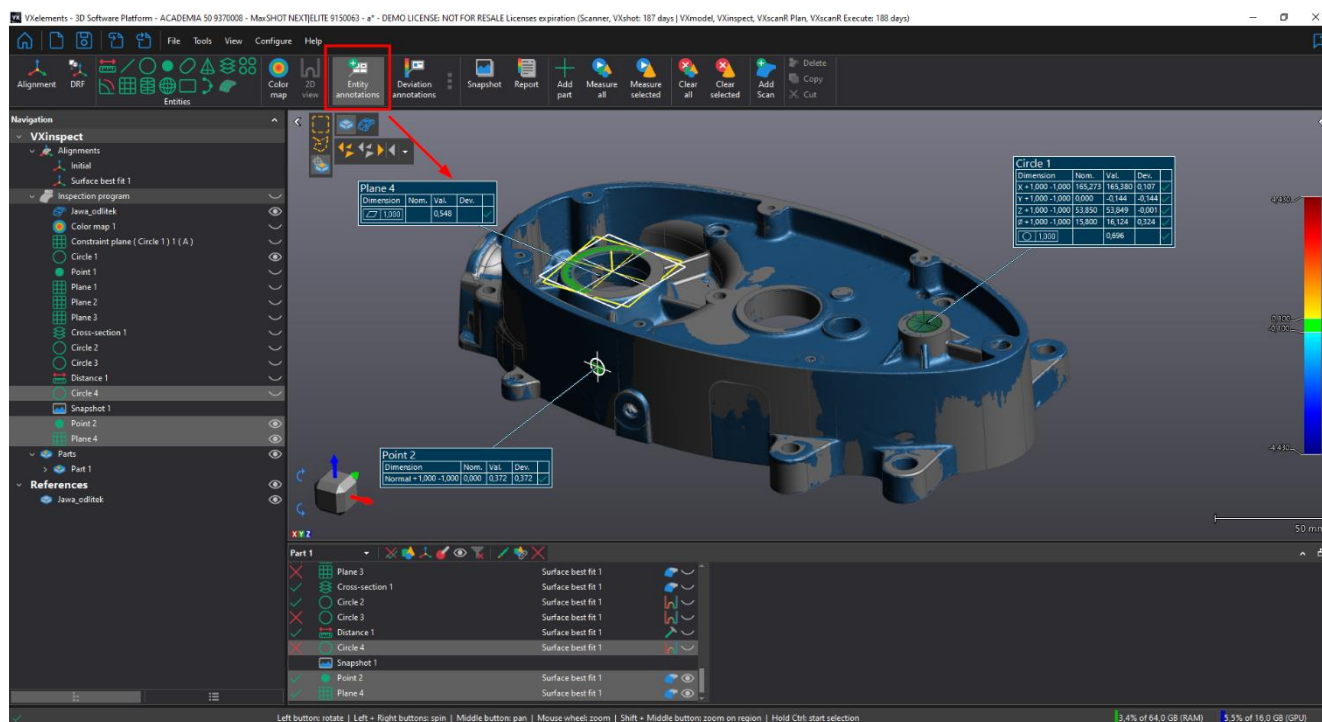 VXelements - 3D Software Platform - ACADEMIA 50 9370008 - MaxSHOT NEXT|ELITE 9150063 - a* - DEMO LICENSE: NOT FOR RESALE Licenses expiration (Scanner, VXshot: 187 days | VXmodel, VXinspect, VXscanR Plan, VXscanR Execute: 188 days)
File Tools View Configure Help
Alignment DRF Entities Color map 2D view Entity annotations Deviation annotations Snapshot Report Add part Measure all Measure selected Clear all Clear selected Add Scan Delete Copy Cut
Navigation
VXinspect
Alignments
Initial
Surface best fit 1
Inspection program
Jawa_odlitek
Color map 1
Constraint plane ( Circle 1 ) 1 ( A )
Circle 1
Point 1
Plane 1
Plane 2
Plane 3
Cross-section 1
Circle 2
Circle 3
Distance 1
Circle 4
Snapshot 1
Point 2
Plane 4
Parts
Part 1
References
Jawa_odlitek
Plane 4
Dimension Nom. Val. Dev.
1,000 0,548
Circle 1
Dimension Nom. Val. Dev.
X +1,000 -1,000 165,273 165,380 0,107
Y +1,000 -1,000 0,000 -0,144 -0,144
Z +1,000 -1,000 53,850 53,849 -0,001
ø +1,000 -1,000 15,800 16,124 0,324
1,000 0,696
Point 2
Dimension Nom. Val. Dev.
Normal +1,000 -1,000 0,000 0,372 0,372
4,430
0,100
-0,100
-4,430
50 mm
X Y Z
Part 1
Plane 3 Surface best fit 1
Cross-section 1 Surface best fit 1
Circle 2 Surface best fit 1
Circle 3 Surface best fit 1
Distance 1 Surface best fit 1
Circle 4 Surface best fit 1
Snapshot 1
Point 2 Surface best fit 1
Plane 4 Surface best fit 1
Left button: rotate | Left + Right buttons: spin | Middle button: pan | Mouse wheel: zoom | Shift + Middle button: zoom on region | Hold Ctrl: start selection
3,4% of 64,0 GB (RAM) 5,5% of 16,0 GB (GPU)